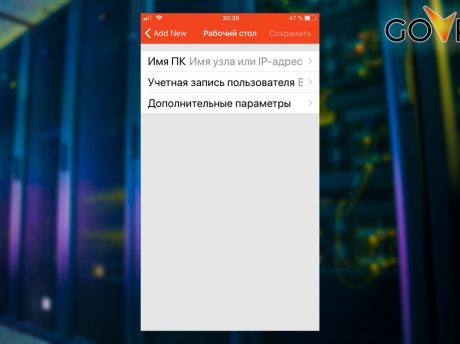 20:35
47 %
Add New
Рабочий стол
Сохранить
Имя ПК Имя узла или IP-адрес
Учетная запись пользователя
Дополнительные параметры